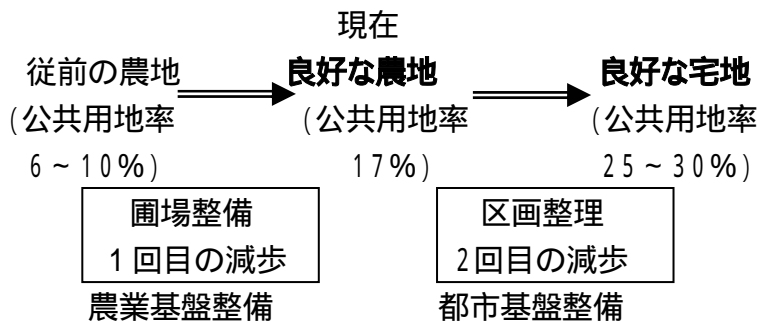 現在
従前の農地 良好な農地 良好な宅地
(公共用地率 (公共用地率 (公共用地率
6~10%) 17%) 25~30%)
圃場整備 区画整理
1回目の減歩 2回目の減歩
農業基盤整備 都市基盤整備